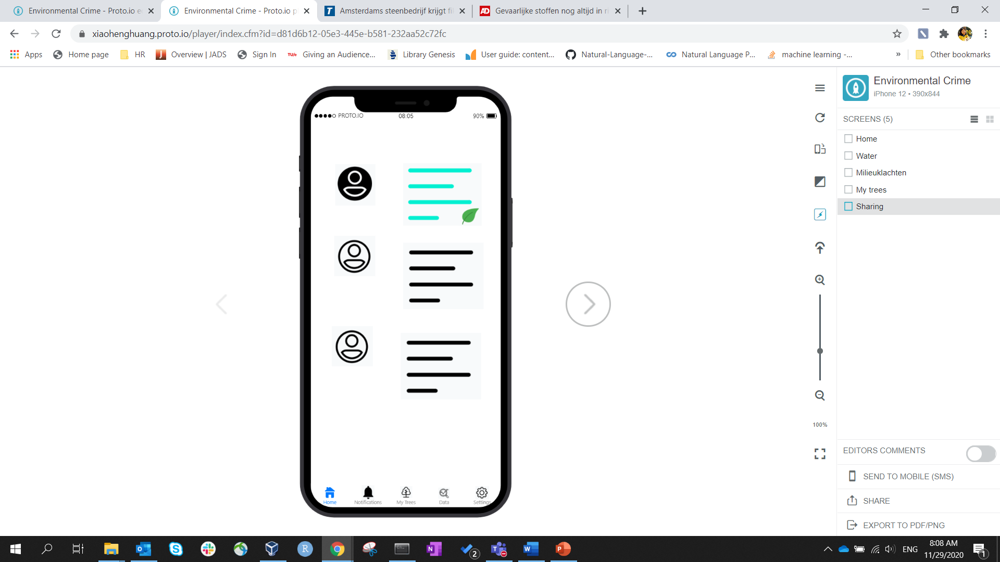 Environmental Crime - Proto.io e
Environmental Crime - Proto.io p
Amsterdams steenbedrijf krijgt fi
Gevaarlijke stoffen nog altijd in ri
xiaohenghuang.proto.io/player/index.cfm?id=d81d6b12-05e3-445e-b581-232aa52c72fc
Apps
Home page
HR
Overview | JADS
Sign In
TU/e Giving an Audience...
Library Genesis
User guide: content...
Natural-Language-...
Natural Language P...
machine learning -...
»
Other bookmarks
PROTO.IO
08:05
90%
Home
Notifications
My Trees
Data
Settings
100%
Environmental Crime
iPhone 12 • 390x844
SCREENS (5)
Home
Water
Milieuklachten
My trees
Sharing
EDITORS COMMENTS
SEND TO MOBILE (SMS)
SHARE
EXPORT TO PDF/PNG
2
ENG
8:08 AM
11/29/2020
1